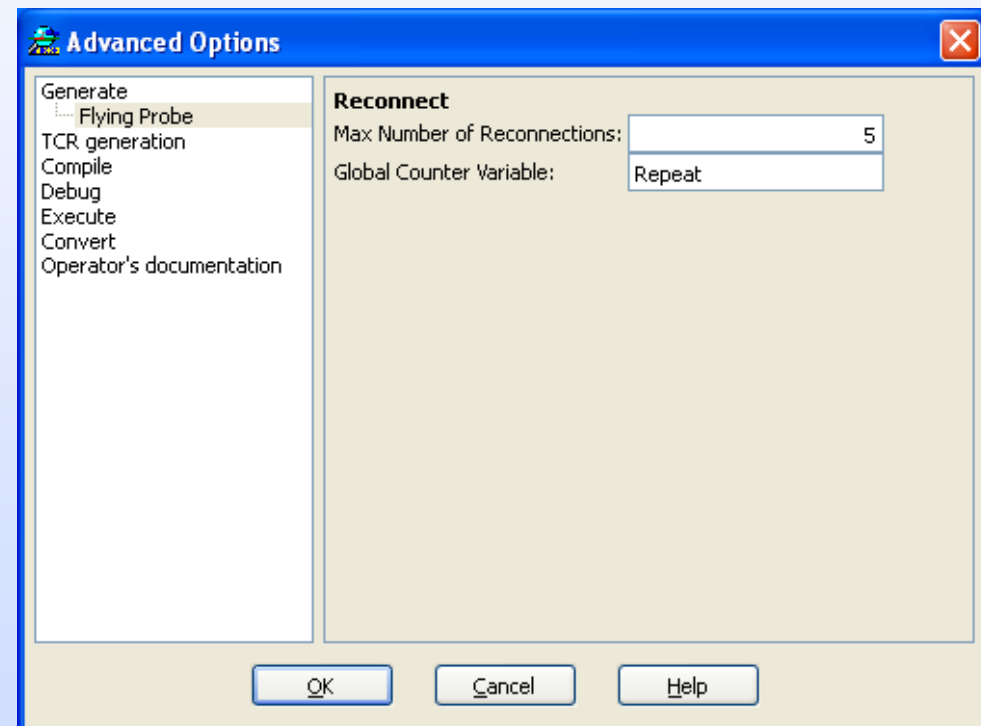 Advanced Options
Generate
Flying Probe
TCR generation
Compile
Debug
Execute
Convert
Operator's documentation
Reconnect
Max Number of Reconnections: 5
Global Counter Variable: Repeat
OK Cancel Help